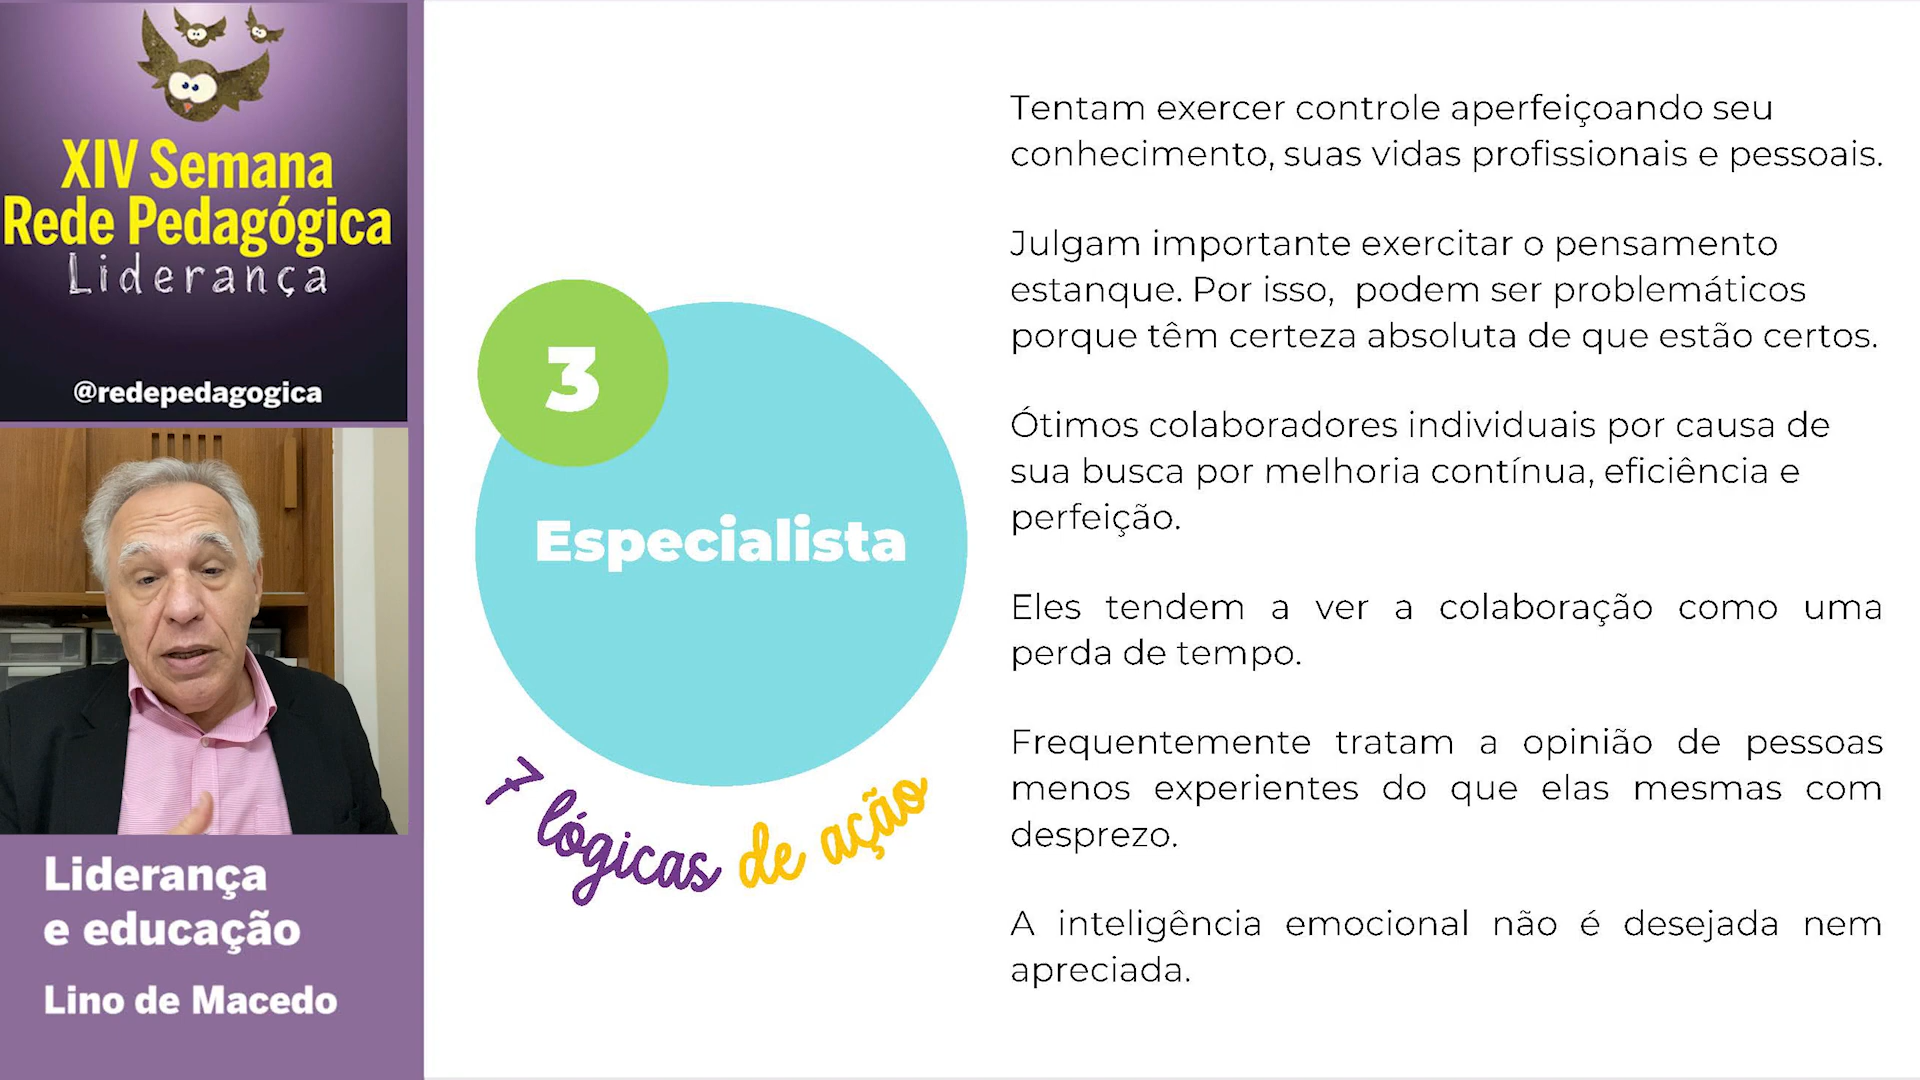 XIV Semana
Rede Pedagógica
Liderança
@redepedagogica
Liderança
e educação
Lino de Macedo
3
Especialista
7 lógicas de ação
Tentam exercer controle aperfeiçoando seu
conhecimento, suas vidas profissionais e pessoais.
Julgam importante exercitar o pensamento
estanque. Por isso, podem ser problemáticos
porque têm certeza absoluta de que estão certos.
Ótimos colaboradores individuais por causa de
sua busca por melhoria contínua, eficiência e
perfeição.
Eles tendem a ver a colaboração como uma
perda de tempo.
Frequentemente tratam a opinião de pessoas
menos experientes do que elas mesmas com
desprezo.
A inteligência emocional não é desejada nem
apreciada.